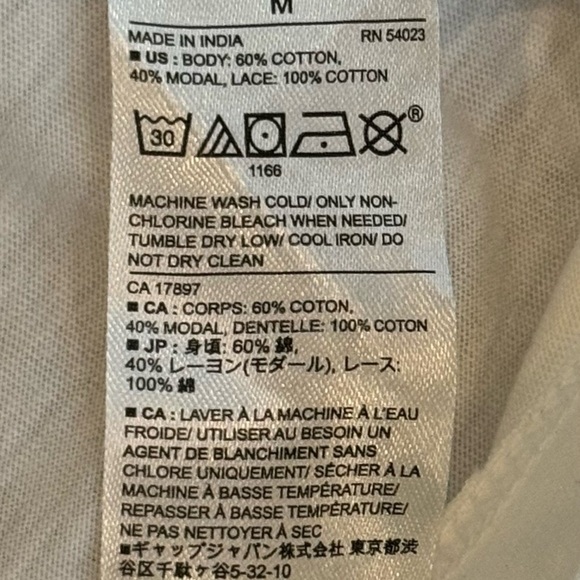 M
MADE IN INDIA RN 54023
■ US : BODY: 60% COTTON,
40% MODAL, LACE: 100% COTTON
30
®
1166
MACHINE WASH COLD/ ONLY NON-
CHLORINE BLEACH WHEN NEEDED/
TUMBLE DRY LOW/ COOL IRON/ DO
NOT DRY CLEAN
CA 17897
■ CA : CORPS: 60% COTON,
40% MODAL, DENTELLE: 100% COTON
■ JP : 身頃: 60% 綿,
40% レーヨン(モダール), レース:
100% 綿
■ CA : LAVER À LA MACHINE À L'EAU
FROIDE/ UTILISER AU BESOIN UN
AGENT DE BLANCHIMENT SANS
CHLORE UNIQUEMENT/ SÉCHER À LA
MACHINE À BASSE TEMPÉRATURE/
REPASSER À BASSE TEMPÉRATURE/
NE PAS NETTOYER À SEC
■ギャップジャパン株式会社 東京都渋
谷区千駄ヶ谷5-32-10